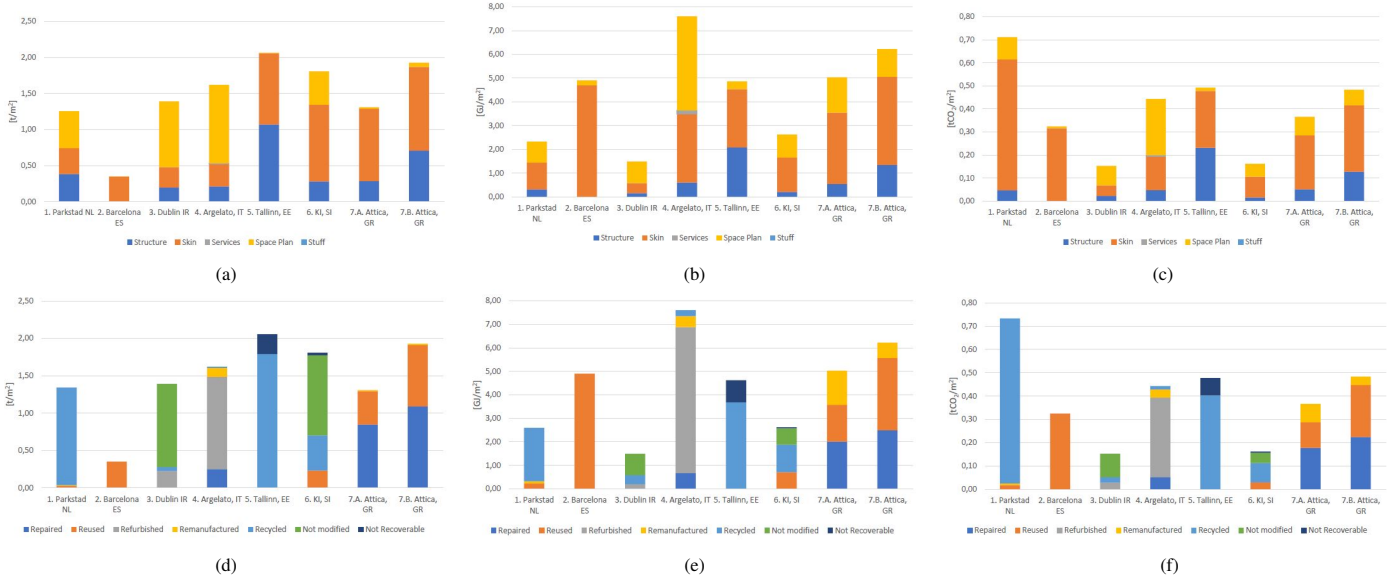 [t/m²]
2,50
2,00
1,50
1,00
0,50
0,00
1. Parkstad NL
2. Barcelona
ES
3. Dublin IR
4. Argelato, IT
5. Tallinn, EE
6. KI, SI
7.A. Attica,
GR
7.B. Attica,
GR
Structure Skin Services Space Plan Stuff
(a)
[GJ/m²]
8,00
7,00
6,00
5,00
4,00
3,00
2,00
1,00
0,00
1. Parkstad
NL
2. Barcelona
ES
3. Dublin IR
4. Argelato, IT
5. Tallinn, EE
6. KI, SI
7.A. Attica,
GR
7.B. Attica,
GR
Structure Skin Services Space Plan Stuff
(b)
[tCO₂/m²]
0,80
0,70
0,60
0,50
0,40
0,30
0,20
0,10
0,00
1. Parkstad
NL
2. Barcelona
ES
3. Dublin IR
4. Argelato, IT
5. Tallinn, EE
6. KI, SI
7.A. Attica,
GR
7.B. Attica,
GR
Structure Skin Services Space Plan Stuff
(c)
[t/m²]
2,50
2,00
1,50
1,00
0,50
0,00
1. Parkstad
NL
2. Barcelona
ES
3. Dublin IR
4. Argelato, IT
5. Tallinn, EE
6. KI, SI
7.A. Attica,
GR
7.B. Attica,
GR
Repaired Reused Refurbished Remanufactured Recycled Not modified Not Recoverable
(d)
[GJ/m²]
8,00
7,00
6,00
5,00
4,00
3,00
2,00
1,00
0,00
1. Parkstad
NL
2. Barcelona
ES
3. Dublin IR
4. Argelato, IT
5. Tallinn, EE
6. KI, SI
7.A. Attica,
GR
7.B. Attica,
GR
Repaired Reused Refurbished Remanufactured Recycled Not modified Not Recoverable
(e)
[tCO₂/m²]
0,80
0,70
0,60
0,50
0,40
0,30
0,20
0,10
0,00
1. Parkstad
NL
2. Barcelona
ES
3. Dublin IR
4. Argelato, IT
5. Tallinn, EE
6. KI, SI
7.A. Attica,
GR
7.B. Attica,
GR
Repaired Reused Refurbished Remanufactured Recycled Not modified Not Recoverable
(f)